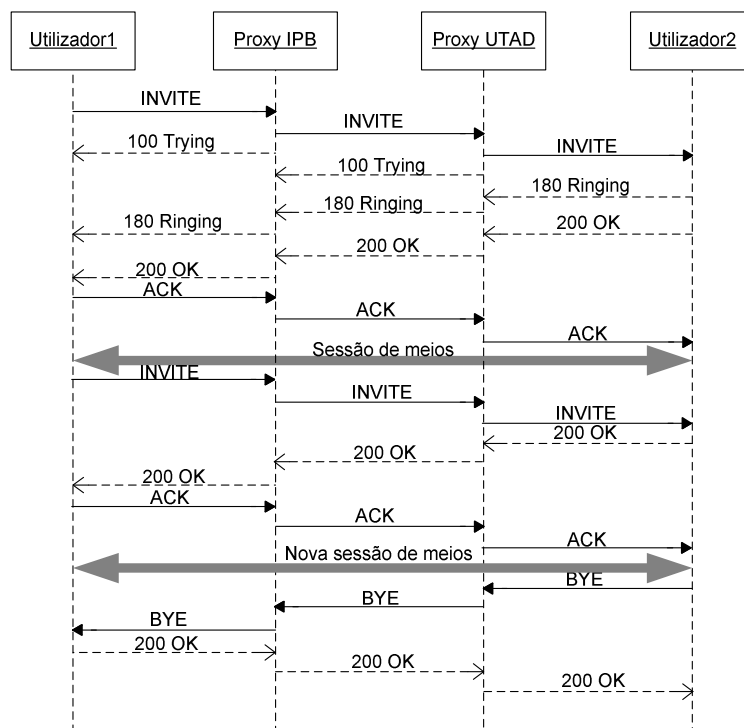 Utilizador1
Proxy IPB
Proxy UTAD
Utilizador2
INVITE
INVITE
100 Trying
INVITE
100 Trying
180 Ringing
180 Ringing
180 Ringing
200 OK
200 OK
200 OK
ACK
ACK
ACK
Sessão de meios
INVITE
INVITE
INVITE
200 OK
200 OK
200 OK
ACK
ACK
ACK
Nova sessão de meios
BYE
BYE
BYE
200 OK
200 OK
200 OK